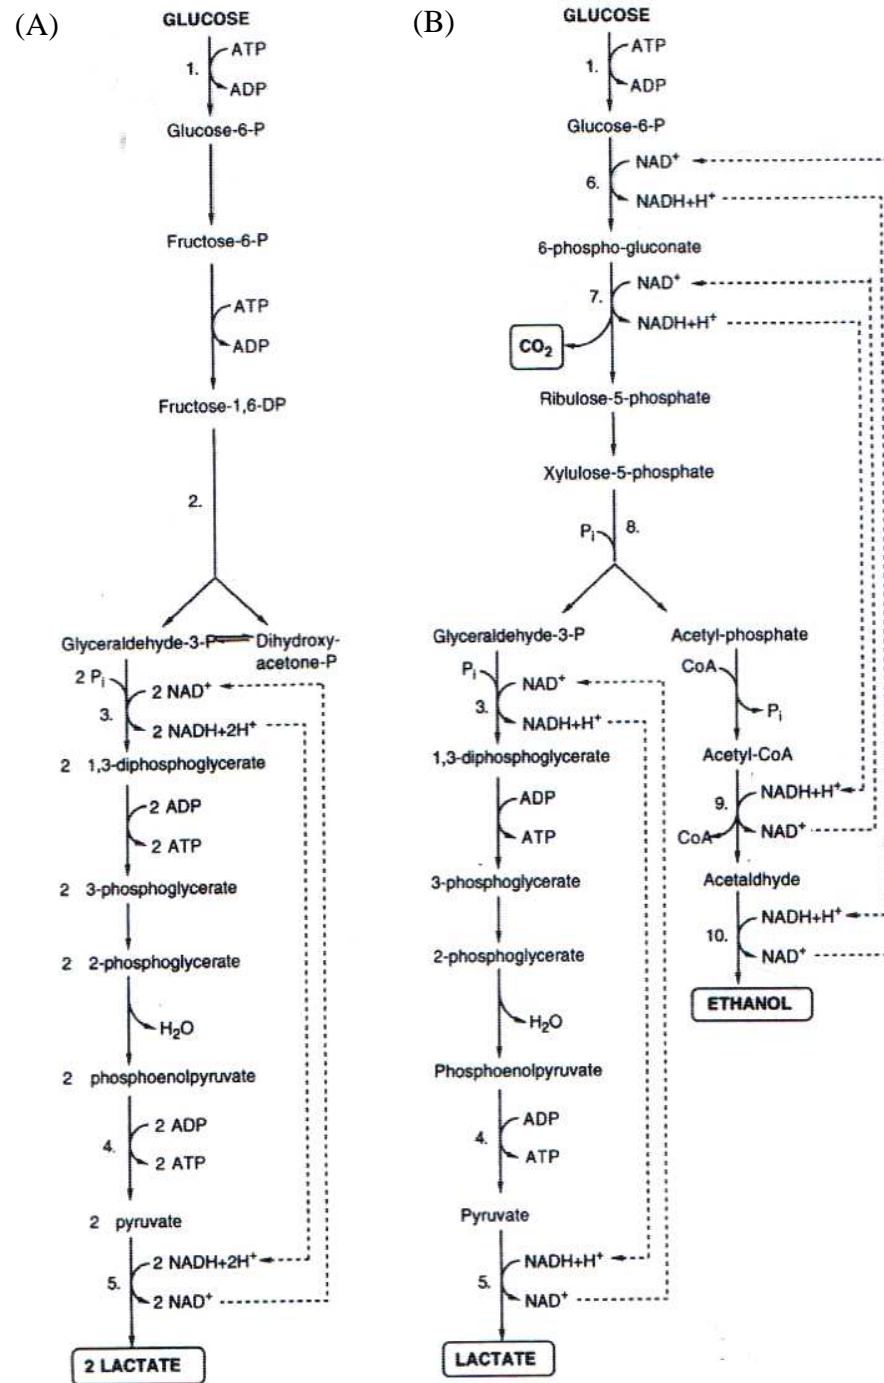 (A)
GLUCOSE
1.
ATP
ADP
Glucose-6-P
Fructose-6-P
ATP
ADP
Fructose-1,6-DP
2.
Glyceraldehyde-3-P
Dihydroxy-
acetone-P
2 Pi
2 NAD⁺
3.
2 NADH+2H⁺
2 1,3-diphosphoglycerate
2 ADP
2 ATP
2 3-phosphoglycerate
2 2-phosphoglycerate
H₂O
2 phosphoenolpyruvate
2 ADP
4.
2 ATP
2 pyruvate
2 NADH+2H⁺
5.
2 NAD⁺
2 LACTATE
(B)
GLUCOSE
1.
ATP
ADP
Glucose-6-P
NAD⁺
6.
NADH+H⁺
6-phospho-gluconate
NAD⁺
7.
NADH+H⁺
CO₂
Ribulose-5-phosphate
Xylulose-5-phosphate
Pi
8.
Glyceraldehyde-3-P
Pi
NAD⁺
3.
NADH+H⁺
1,3-diphosphoglycerate
ADP
ATP
3-phosphoglycerate
2-phosphoglycerate
H₂O
Phosphoenolpyruvate
ADP
4.
ATP
Pyruvate
NADH+H⁺
5.
NAD⁺
LACTATE
Acetyl-phosphate
CoA
Pi
Acetyl-CoA
NADH+H⁺
9.
CoA
NAD⁺
Acetaldhyde
NADH+H⁺
10.
NAD⁺
ETHANOL